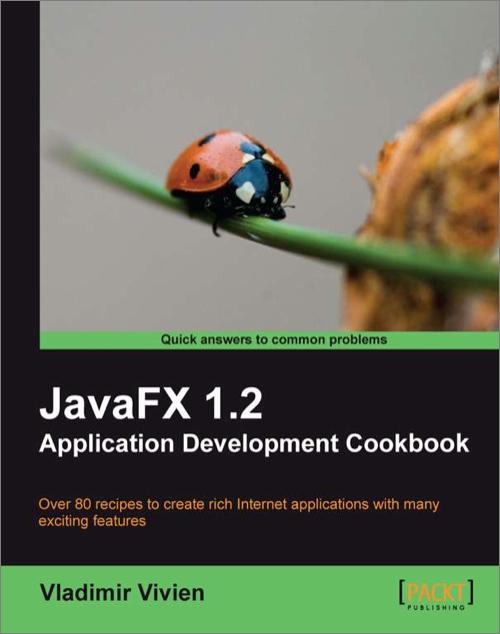 Quick answers to common problems
JavaFX 1.2
Application Development Cookbook
Over 80 recipes to create rich Internet applications with many
exciting features
Vladimir Vivien
[PACKT]
PUBLISHING